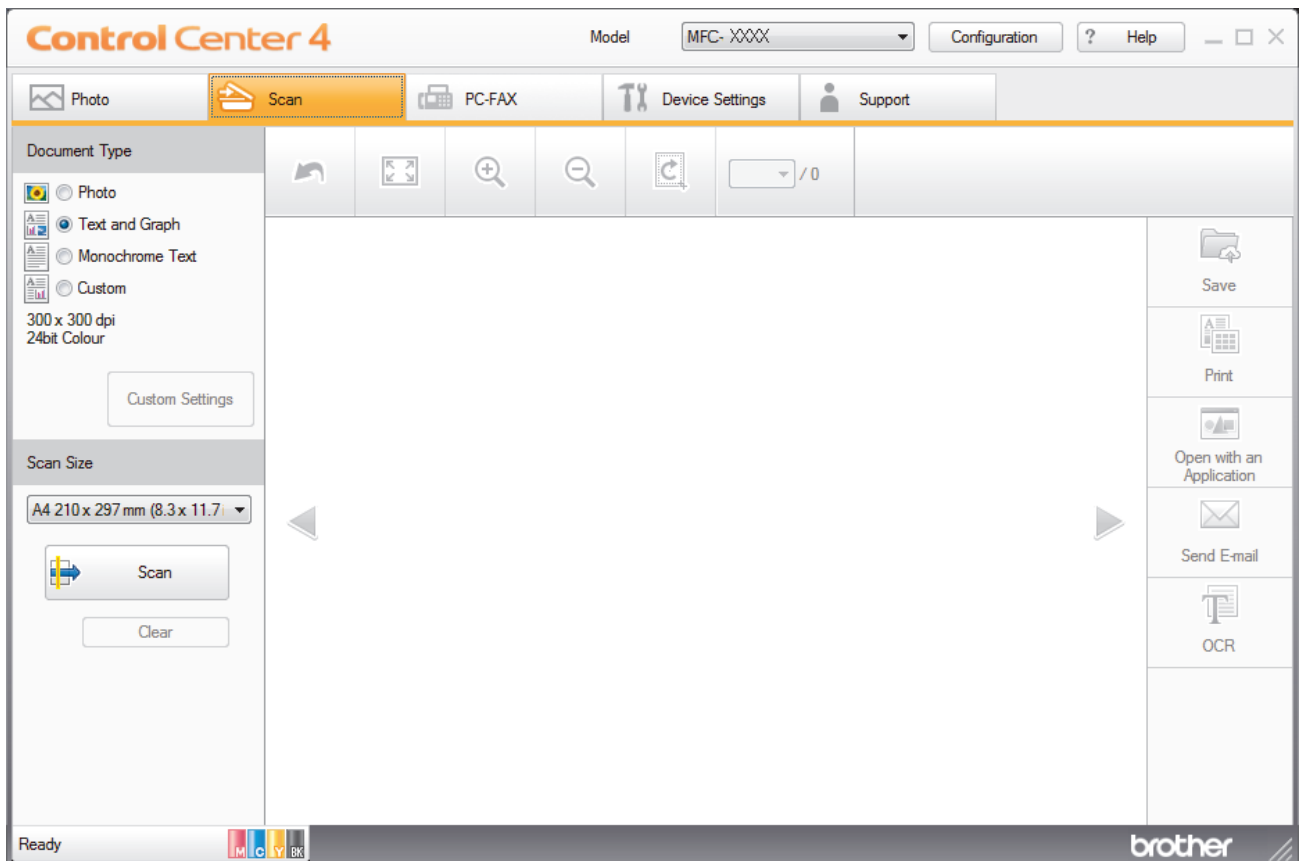 Control Center 4
Model
MFC- XXXX
Configuration
? Help
Photo
Scan
PC-FAX
Device Settings
Support
Document Type
Photo
Text and Graph
Monochrome Text
Custom
300 x 300 dpi
24bit Colour
Custom Settings
Scan Size
A4 210 x 297 mm (8.3 x 11.7
Scan
Clear
/ 0
Save
Print
Open with an
Application
Send E-mail
OCR
Ready
M C Y BK
brother